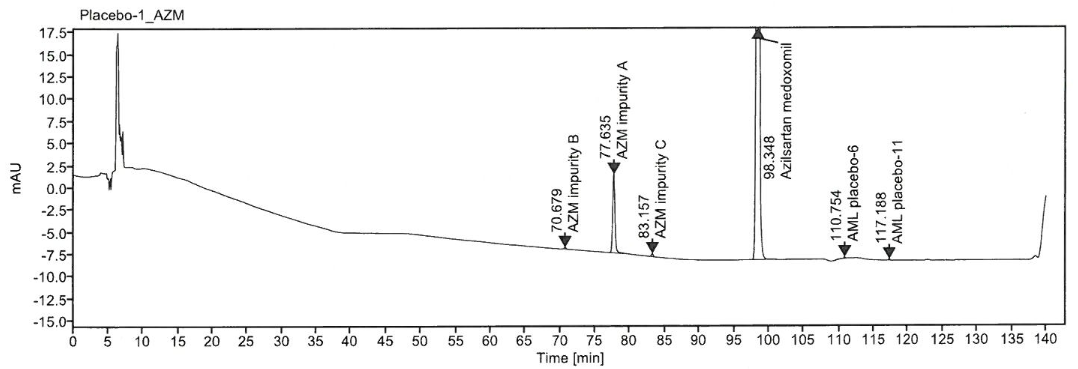 Placebo-1_AZM
mAU
17.5
15.0
12.5
10.0
7.5
5.0
2.5
0.0
-2.5
-5.0
-7.5
-10.0
-12.5
-15.0
70.679
AZM impurity B
77.635
AZM impurity A
83.157
AZM impurity C
98.348
Azilsartan medoxomil
110.754
AML placebo-6
117.188
AML placebo-11
0 5 10 15 20 25 30 35 40 45 50 55 60 65 70 75 80 85 90 95 100 105 110 115 120 125 130 135 140
Time [min]